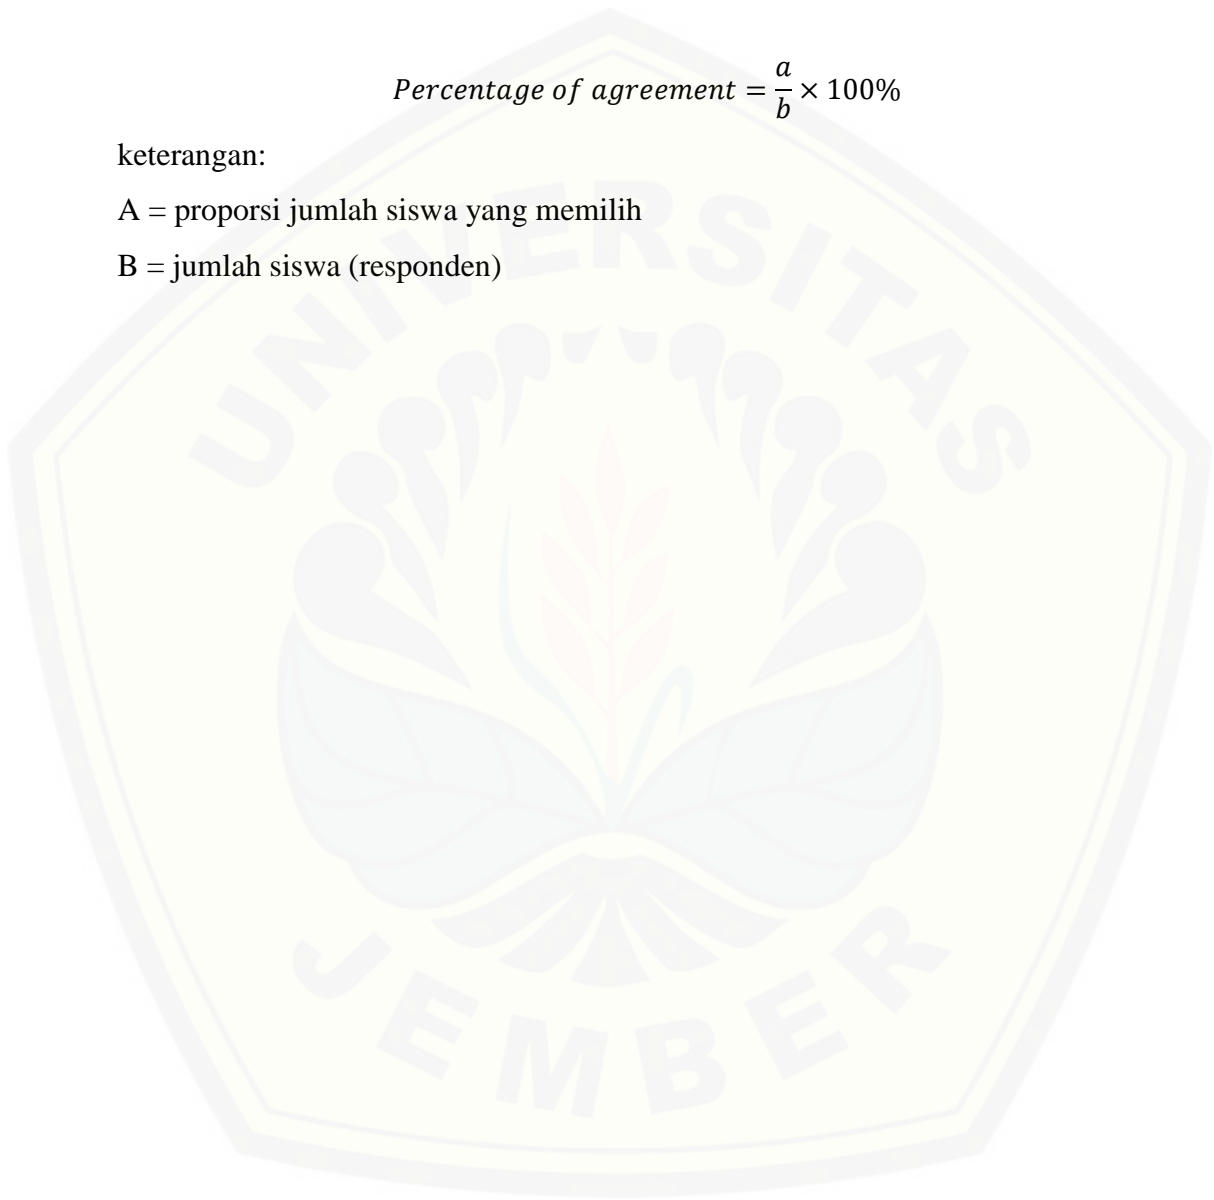 Percentage of agreement = a/b × 100%
keterangan:
A = proporsi jumlah siswa yang memilih
B = jumlah siswa (responden)
UNIVERSITAS
JEMBER